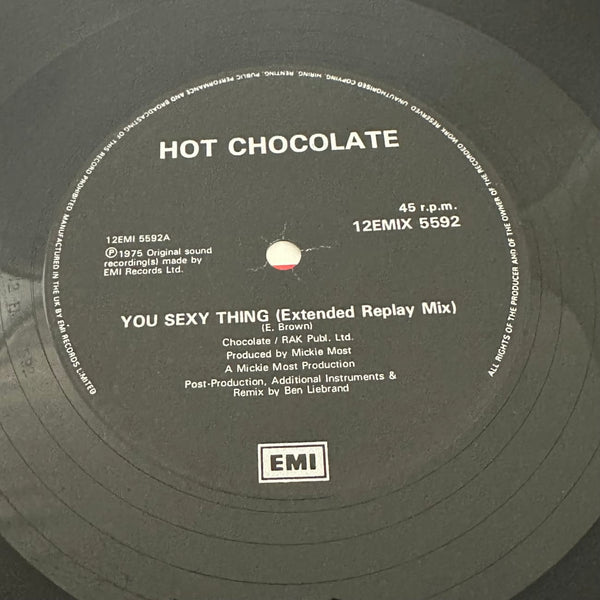 HOT CHOCOLATE
45 r.p.m.
12EMIX 5592
12EMI 5592A
Ⓟ1975 Original sound
recording(s) made by
EMI Records Ltd.
YOU SEXY THING (Extended Replay Mix)
(E. Brown)
Chocolate / RAK Publ. Ltd.
Produced by Mickie Most
A Mickie Most Production
Post-Production, Additional Instruments &
Remix by Ben Liebrand
EMI
ALL RIGHTS OF THE PRODUCER AND OF THE OWNER OF THE RECORDED WORK RESERVED UNAUTHORISED COPYING, HIRING, RENTING, PUBLIC PERFORMANCE AND BROADCASTING OF THIS RECORD PROHIBITED MANUFACTURED IN THE UK BY EMI RECORDS LIMITED